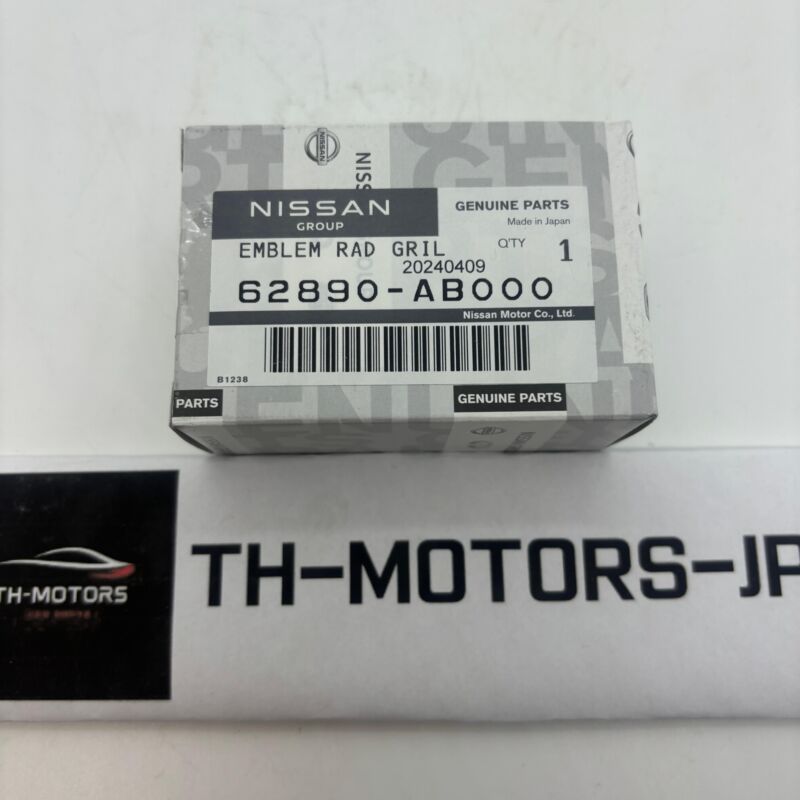 NISSAN
NISS
NISSAN
GROUP
GENUINE PARTS
Made in Japan
EMBLEM RAD GRIL
Q'TY 1
20240409
62890-AB000
Nissan Motor Co., Ltd.
B1238
PARTS
GENUINE PARTS
TH-MOTORS
TH-MOTORS-JP